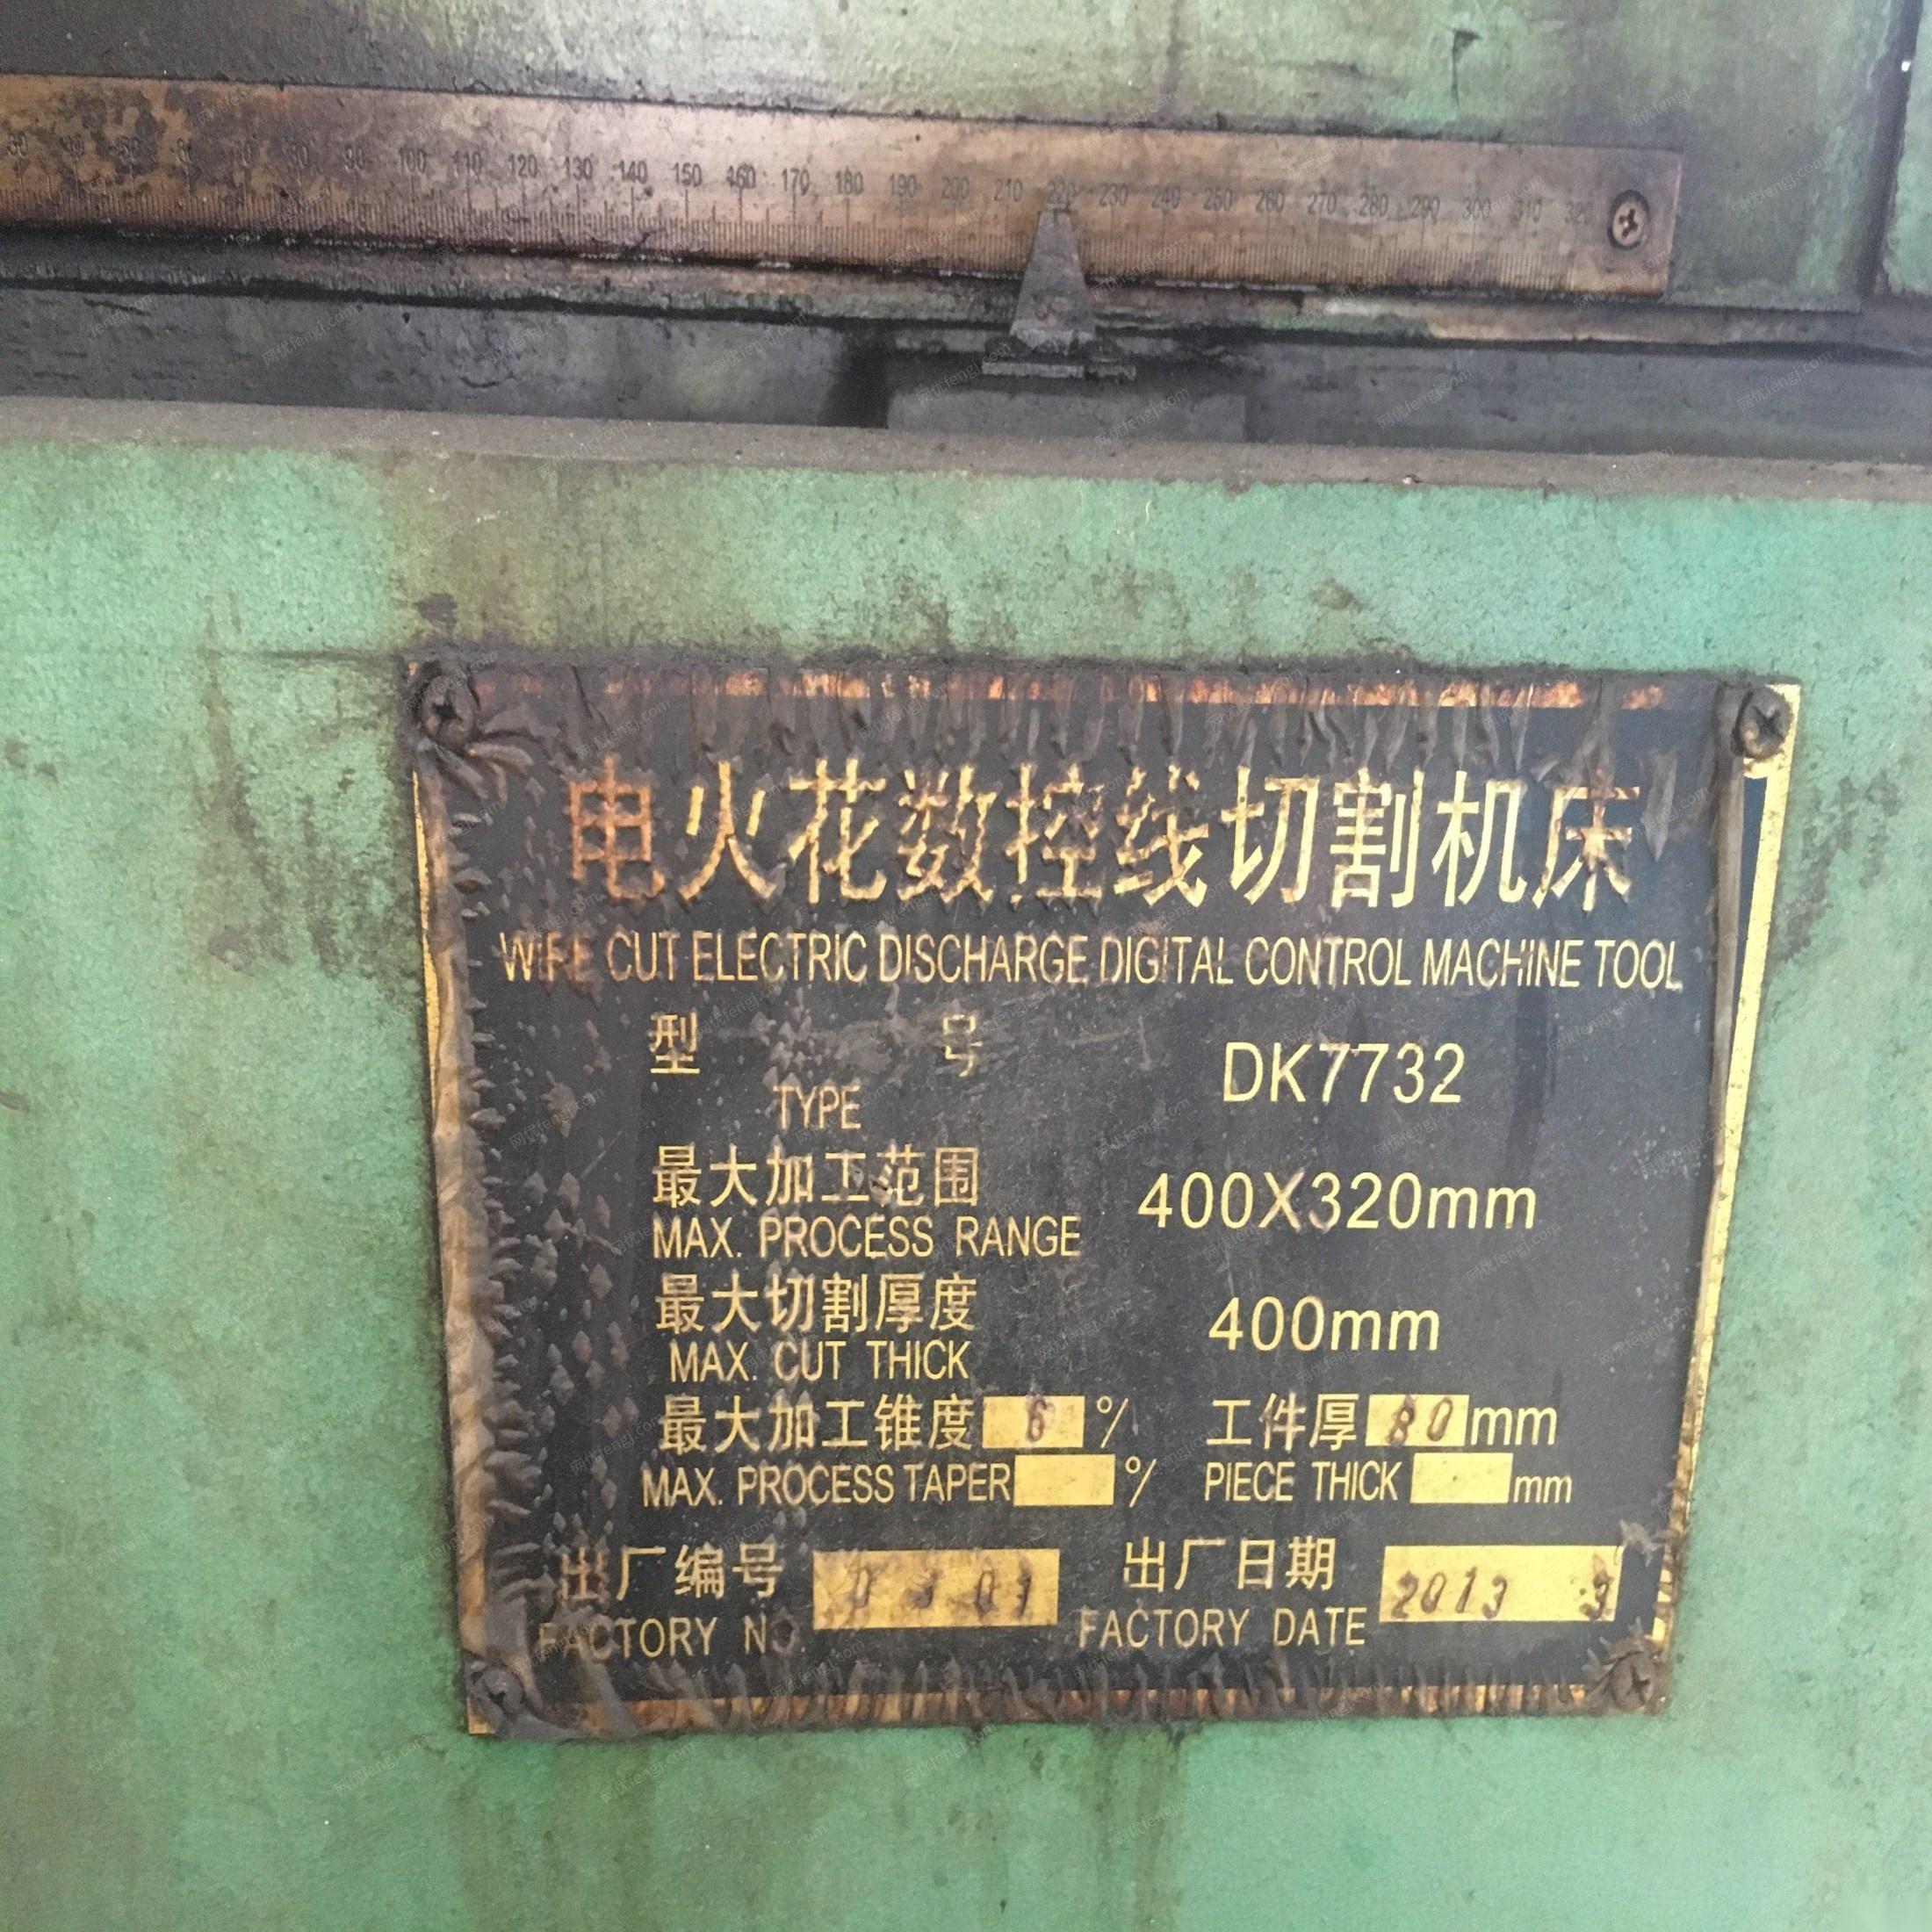 90 100 110 120 130 140 150 160 170 180 190 200 210 220 230 240 250 260 270 280 290 300 310 320
电火花数控线切割机床
WIRE CUT ELECTRIC DISCHARGE DIGITAL CONTROL MACHINE TOOL
型 号 DK7732
TYPE
最大加工范围 400X320mm
MAX. PROCESS RANGE
最大切割厚度 400mm
MAX. CUT THICK
最大加工锥度 6 °/ 工件厚 80 mm
MAX. PROCESS TAPER °/ PIECE THICK mm
出厂编号 出厂日期 2013 3
FACTORY NO. FACTORY DATE